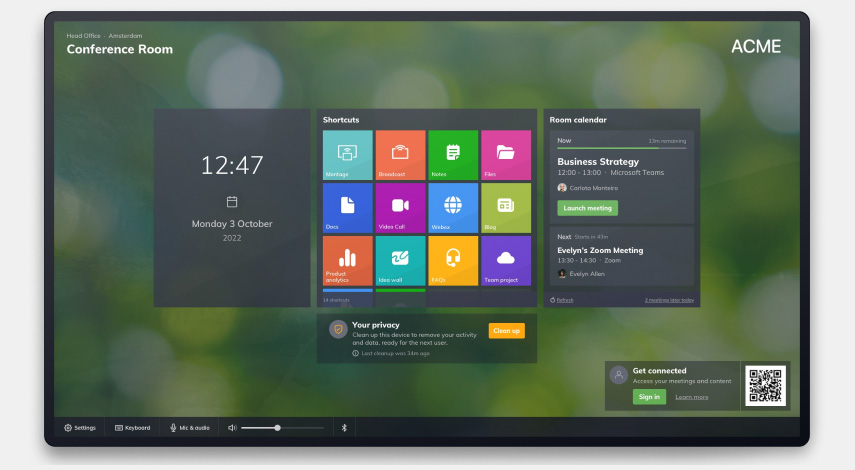 Head Office · Amsterdam
Conference Room
ACME
12:47
Monday 3 October
2022
Shortcuts
Montage
Broadcast
Notes
Files
Docs
Video Call
Webex
Blog
Product
analytics
Idea wall
FAQs
Team project
14 shortcuts
Room calendar
Now
13m remaining
Business Strategy
12:00 - 13:00 · Microsoft Teams
Carlota Monteiro
Launch meeting
Next Starts in 43m
Evelyn's Zoom Meeting
13:30 - 14:30 · Zoom
Evelyn Allen
Refresh
2 meetings later today
Your privacy
Clean up this device to remove your activity
and data, ready for the next user.
Last cleanup was 34m ago
Clean up
Get connected
Access your meetings and content
Sign in
Learn more
Settings
Keyboard
Mic & audio